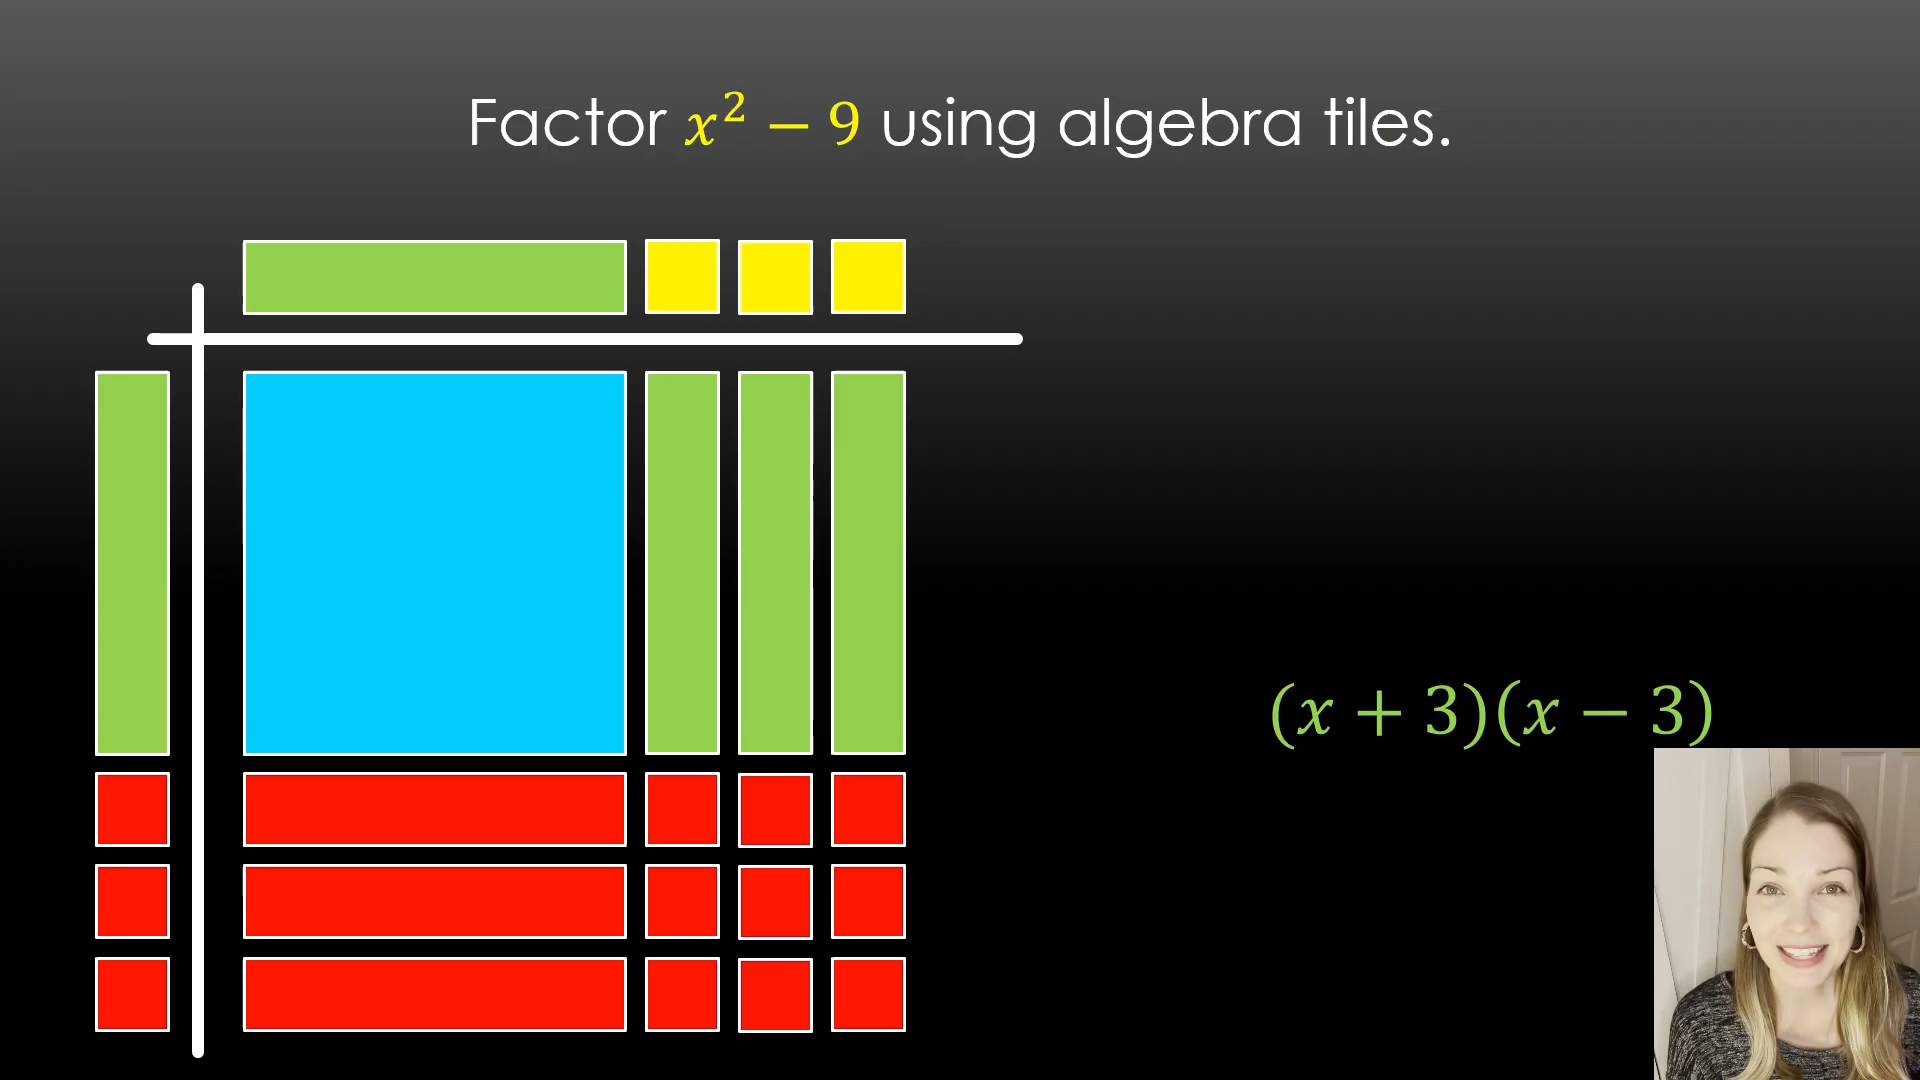 Factor x² − 9 using algebra tiles.
(x + 3)(x − 3)